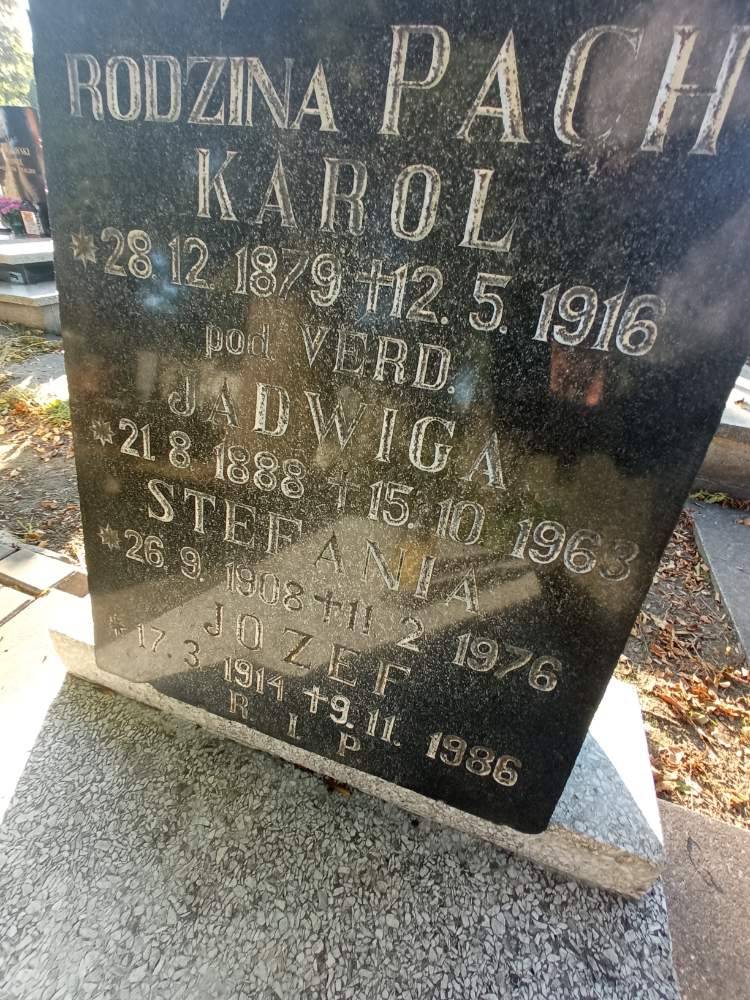 RODZINA PACH
KAROL
*28.12.1879 +12.5.1916
pod VERD.
JADWIGA
*21.8.1888 +15.10.1963
STEFANIA
*26.9.1908 +11.2.1976
JOZEF
*17.3.1914 +9.11.1986
R I P